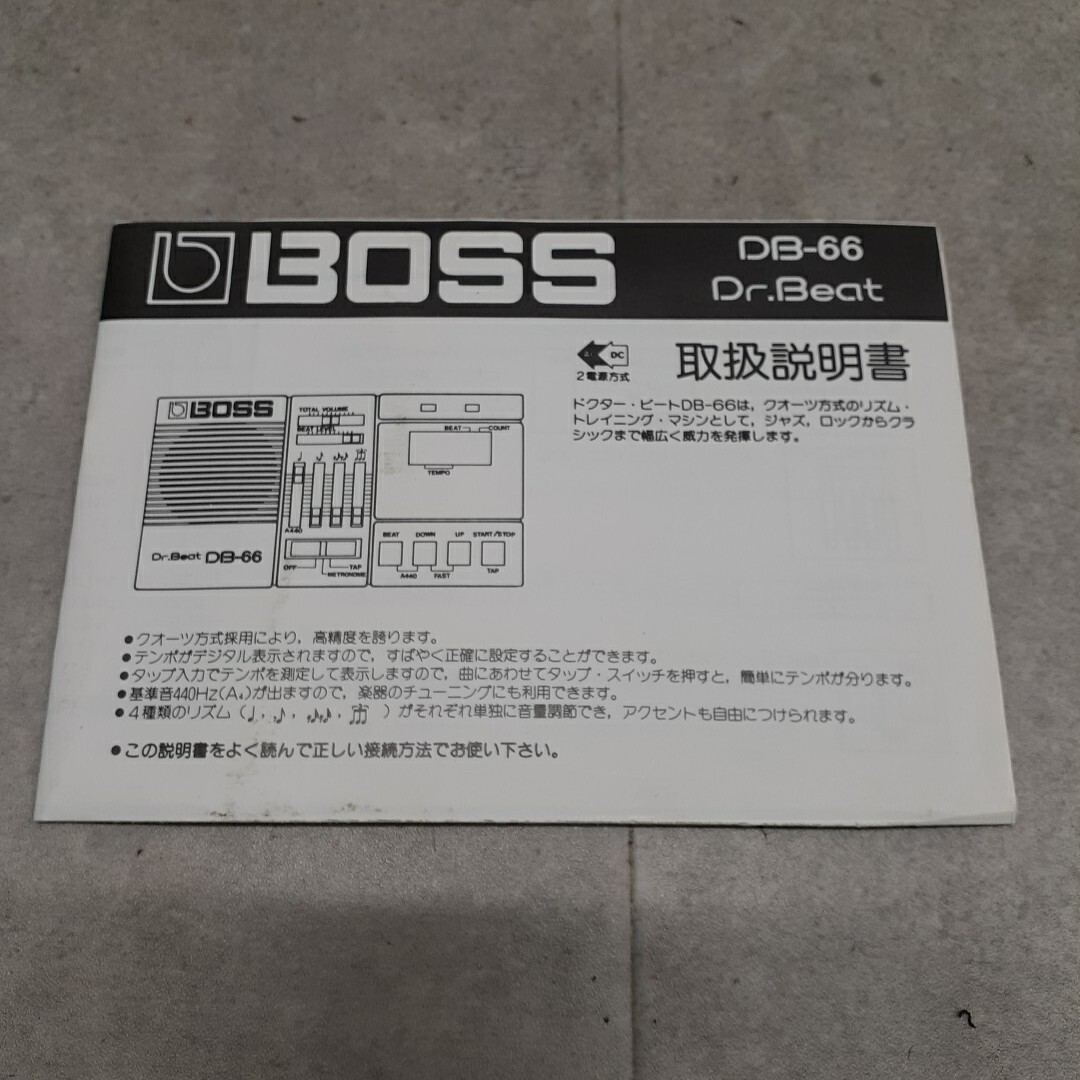 BOSS
DB-66
Dr.Beat
DC
2電源方式
取扱説明書
ドクター・ビートDB-66は，クオーツ方式のリズム・
トレイニング・マシンとして，ジャズ，ロックからクラ
シックまで幅広く威力を発揮します。
BOSS
Dr.Beat DB-66
TOTAL VOLUME
BEAT LEVEL
♩ ♪ ♪♪
A440
OFF
TAP
METRONOME
BEAT
COUNT
TEMPO
BEAT DOWN UP START/STOP
A440 FAST TAP
●クオーツ方式採用により，高精度を誇ります。
●テンポがデジタル表示されますので，すばやく正確に設定することができます。
●タップ入力でテンポを測定して表示しますので，曲にあわせてタップ・スイッチを押すと，簡単にテンポが分ります。
●基準音440Hz(A₄)が出ますので，楽器のチューニングにも利用できます。
●4種類のリズム（♩，♪，♪♪，♬）がそれぞれ単独に音量調節でき，アクセントも自由につけられます。
●この説明書をよく読んで正しい接続方法でお使い下さい。